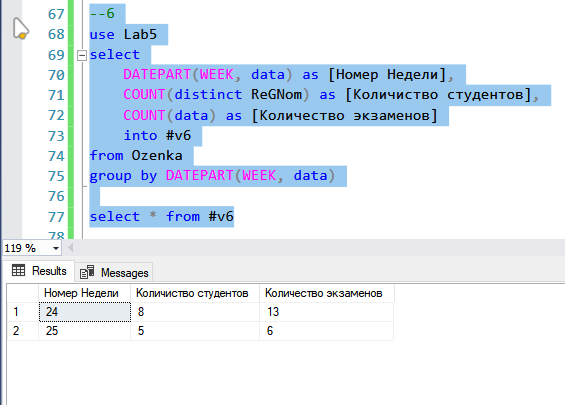 67 --6
68 use Lab5
69 select
70 DATEPART(WEEK, data) as [Номер Недели],
71 COUNT(distinct ReGNom) as [Количиство студентов],
72 COUNT(data) as [Количество экзаменов]
73 into #v6
74 from Ozenka
75 group by DATEPART(WEEK, data)
76
77 select * from #v6
78
119 %
Results Messages
Номер Недели Количиство студентов Количество экзаменов
1 24 8 13
2 25 5 6